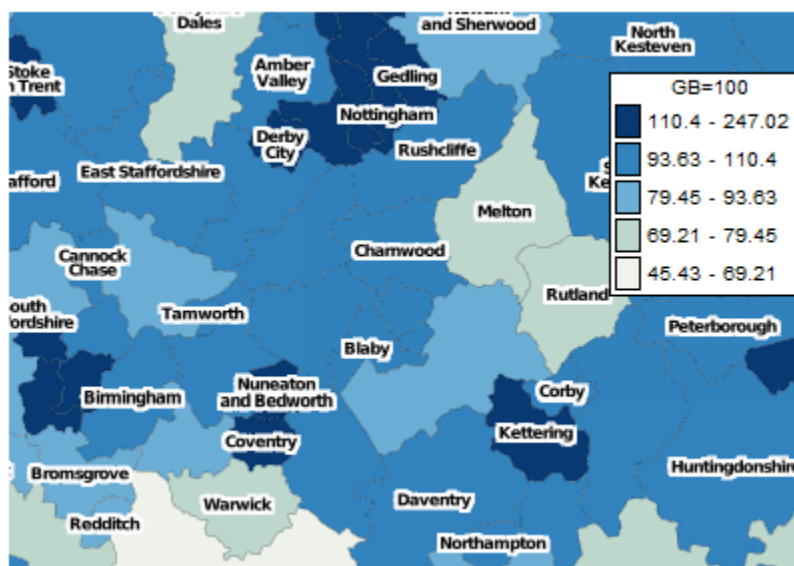 Dales
and Sherwood
North
Kesteven
Stoke
n Trent
Amber
Valley
Gedling
GB=100
110.4 - 247.02
93.63 - 110.4
79.45 - 93.63
69.21 - 79.45
45.43 - 69.21
Nottingham
Derby
City
Rushcliffe
East Staffordshire
afford
Melton
Charnwood
Cannock
Chase
Rutland
South
fordshire
Tamworth
Peterborough
Blaby
Nuneaton
and Bedworth
Birmingham
Corby
Kettering
Coventry
Bromsgrove
Huntingdonshire
Warwick
Daventry
Redditch
Northampton